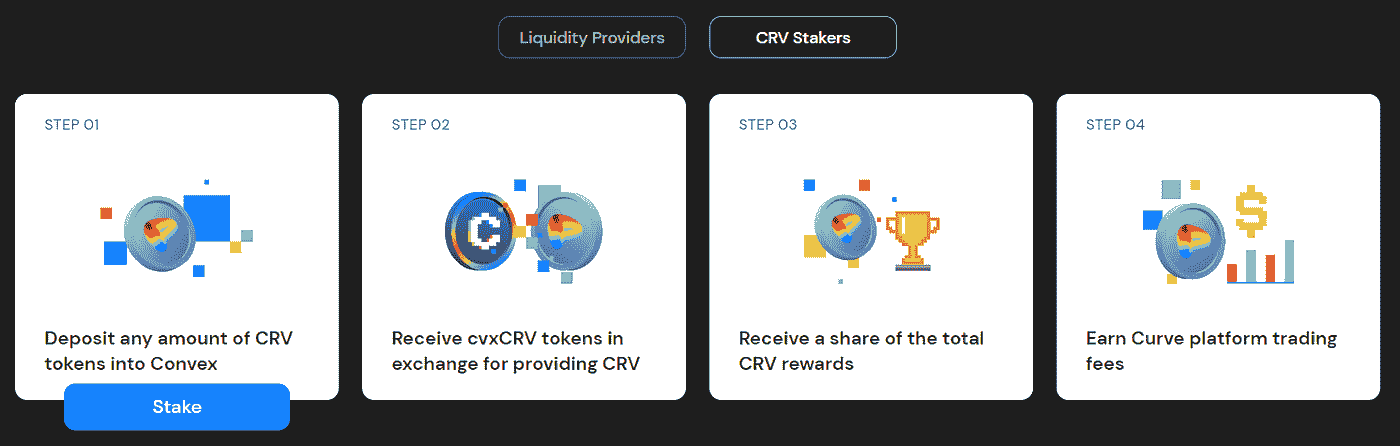 Liquidity Providers
CRV Stakers
STEP 01
Deposit any amount of CRV
tokens into Convex
Stake
STEP 02
Receive cvxCRV tokens in
exchange for providing CRV
STEP 03
Receive a share of the total
CRV rewards
STEP 04
Earn Curve platform trading
fees